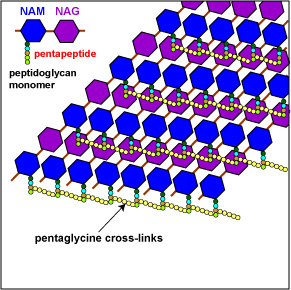 NAM NAG
pentapeptide
peptidoglycan
monomer
pentaglycine cross-links